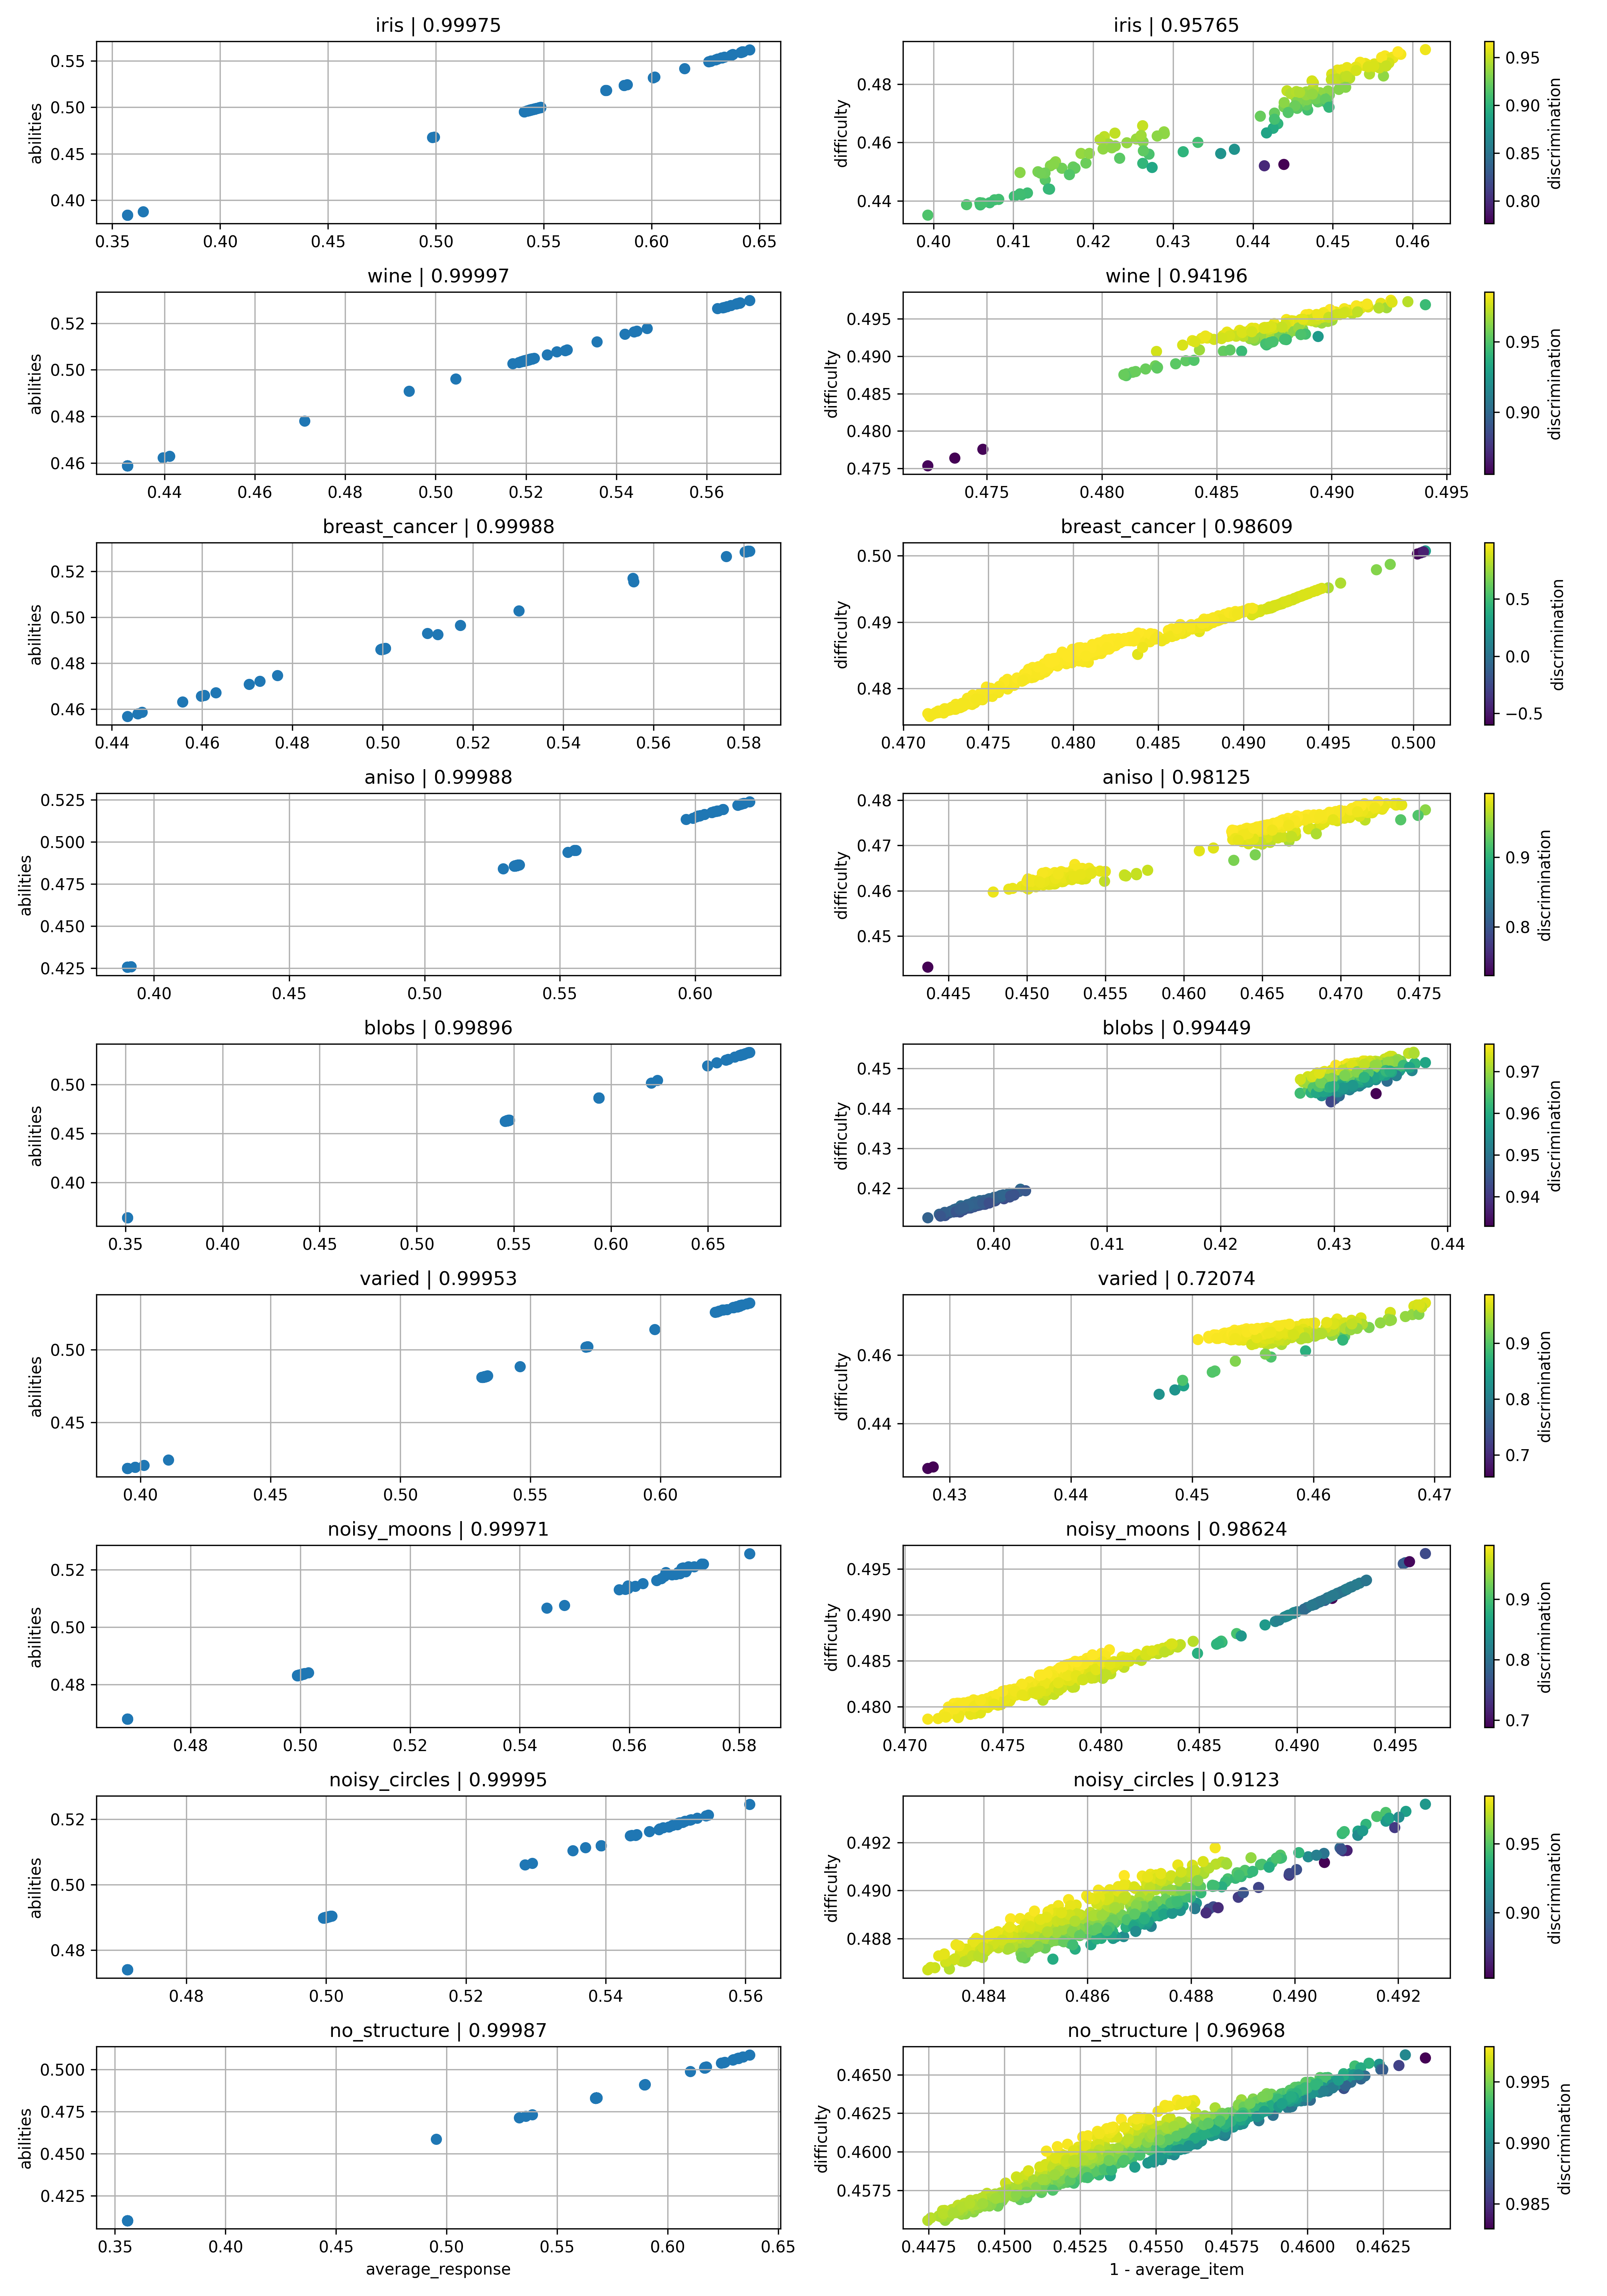 iris | 0.99975
abilities
0.55
0.50
0.45
0.40
0.35 0.40 0.45 0.50 0.55 0.60 0.65
iris | 0.95765
difficulty
0.48
0.46
0.44
0.40 0.41 0.42 0.43 0.44 0.45 0.46
0.95
0.90
0.85
0.80
discrimination
wine | 0.99997
abilities
0.52
0.50
0.48
0.46
0.44 0.46 0.48 0.50 0.52 0.54 0.56
wine | 0.94196
difficulty
0.495
0.490
0.485
0.480
0.475
0.475 0.480 0.485 0.490 0.495
0.95
0.90
discrimination
breast_cancer | 0.99988
abilities
0.52
0.50
0.48
0.46
0.44 0.46 0.48 0.50 0.52 0.54 0.56 0.58
breast_cancer | 0.98609
difficulty
0.50
0.49
0.48
0.470 0.475 0.480 0.485 0.490 0.495 0.500
0.5
0.0
−0.5
discrimination
aniso | 0.99988
abilities
0.525
0.500
0.475
0.450
0.425
0.40 0.45 0.50 0.55 0.60
aniso | 0.98125
difficulty
0.48
0.47
0.46
0.45
0.445 0.450 0.455 0.460 0.465 0.470 0.475
0.9
0.8
discrimination
blobs | 0.99896
abilities
0.50
0.45
0.40
0.35 0.40 0.45 0.50 0.55 0.60 0.65
blobs | 0.99449
difficulty
0.45
0.44
0.43
0.42
0.40 0.41 0.42 0.43 0.44
0.97
0.96
0.95
0.94
discrimination
varied | 0.99953
abilities
0.50
0.45
0.40 0.45 0.50 0.55 0.60
varied | 0.72074
difficulty
0.46
0.44
0.43 0.44 0.45 0.46 0.47
0.9
0.8
0.7
discrimination
noisy_moons | 0.99971
abilities
0.52
0.50
0.48
0.48 0.50 0.52 0.54 0.56 0.58
noisy_moons | 0.98624
difficulty
0.495
0.490
0.485
0.480
0.470 0.475 0.480 0.485 0.490 0.495
0.9
0.8
0.7
discrimination
noisy_circles | 0.99995
abilities
0.52
0.50
0.48
0.48 0.50 0.52 0.54 0.56
noisy_circles | 0.9123
difficulty
0.492
0.490
0.488
0.484 0.486 0.488 0.490 0.492
0.95
0.90
discrimination
no_structure | 0.99987
abilities
0.500
0.475
0.450
0.425
0.35 0.40 0.45 0.50 0.55 0.60 0.65
average_response
no_structure | 0.96968
difficulty
0.4650
0.4625
0.4600
0.4575
0.4475 0.4500 0.4525 0.4550 0.4575 0.4600 0.4625
1 - average_item
0.995
0.990
0.985
discrimination